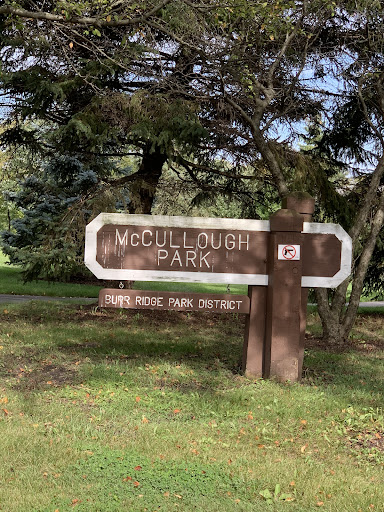 McCULLOUGH
PARK
BURR RIDGE PARK DISTRICT